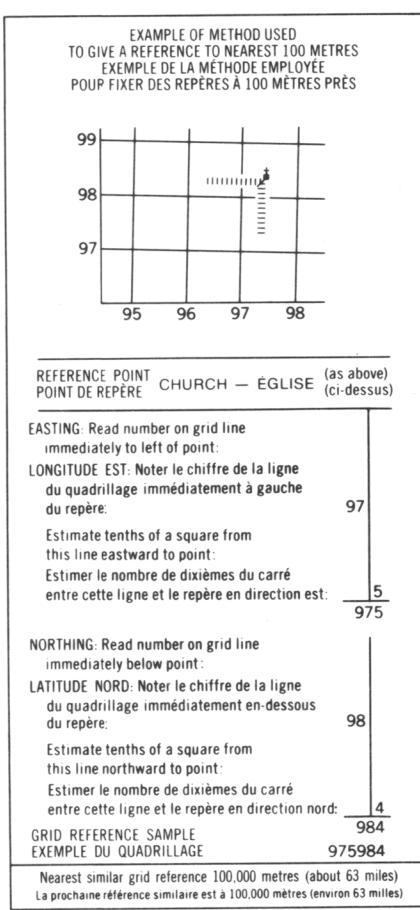 EXAMPLE OF METHOD USED
TO GIVE A REFERENCE TO NEAREST 100 METRES
EXEMPLE DE LA MÉTHODE EMPLOYÉE
POUР FIXER DES REPÈRES À 100 MÈTRES PRÈS
99
98
97
95 96 97 98
REFERENCE POINT CHURCH — ÉGLISE (as above)
POINT DE REPÈRE (ci-dessus)
EASTING: Read number on grid line
immediately to left of point:
LONGITUDE EST: Noter le chiffre de la ligne
du quadrillage immédiatement à gauche
du repère: 97
Estimate tenths of a square from
this line eastward to point:
Estimer le nombre de dixièmes du carré
entre cette ligne et le repère en direction est: 5
975
NORTHING: Read number on grid line
immediately below point:
LATITUDE NORD: Noter le chiffre de la ligne
du quadrillage immédiatement en-dessous
du repère: 98
Estimate tenths of a square from
this line northward to point:
Estimer le nombre de dixièmes du carré
entre cette ligne et le repère en direction nord: 4
984
GRID REFERENCE SAMPLE
EXEMPLE DU QUADRILLAGE 975984
Nearest similar grid reference 100,000 metres (about 63 miles)
La prochaine référence similaire est à 100,000 mètres (environ 63 milles)